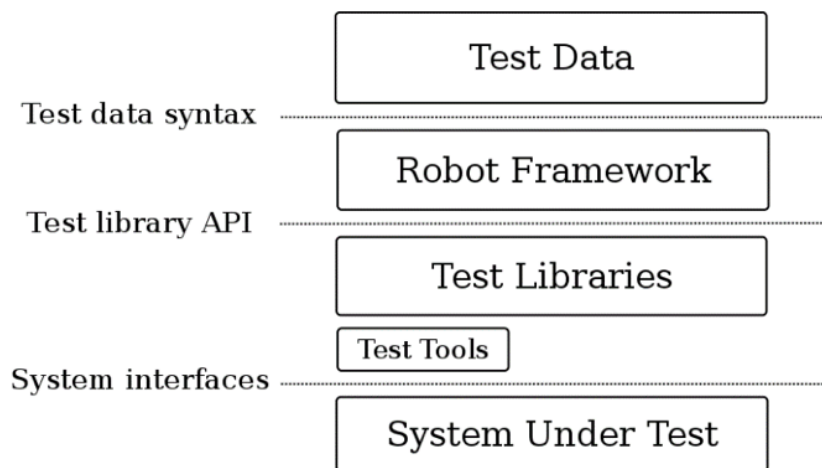 Test Data
Test data syntax
Robot Framework
Test library API
Test Libraries
Test Tools
System interfaces
System Under Test